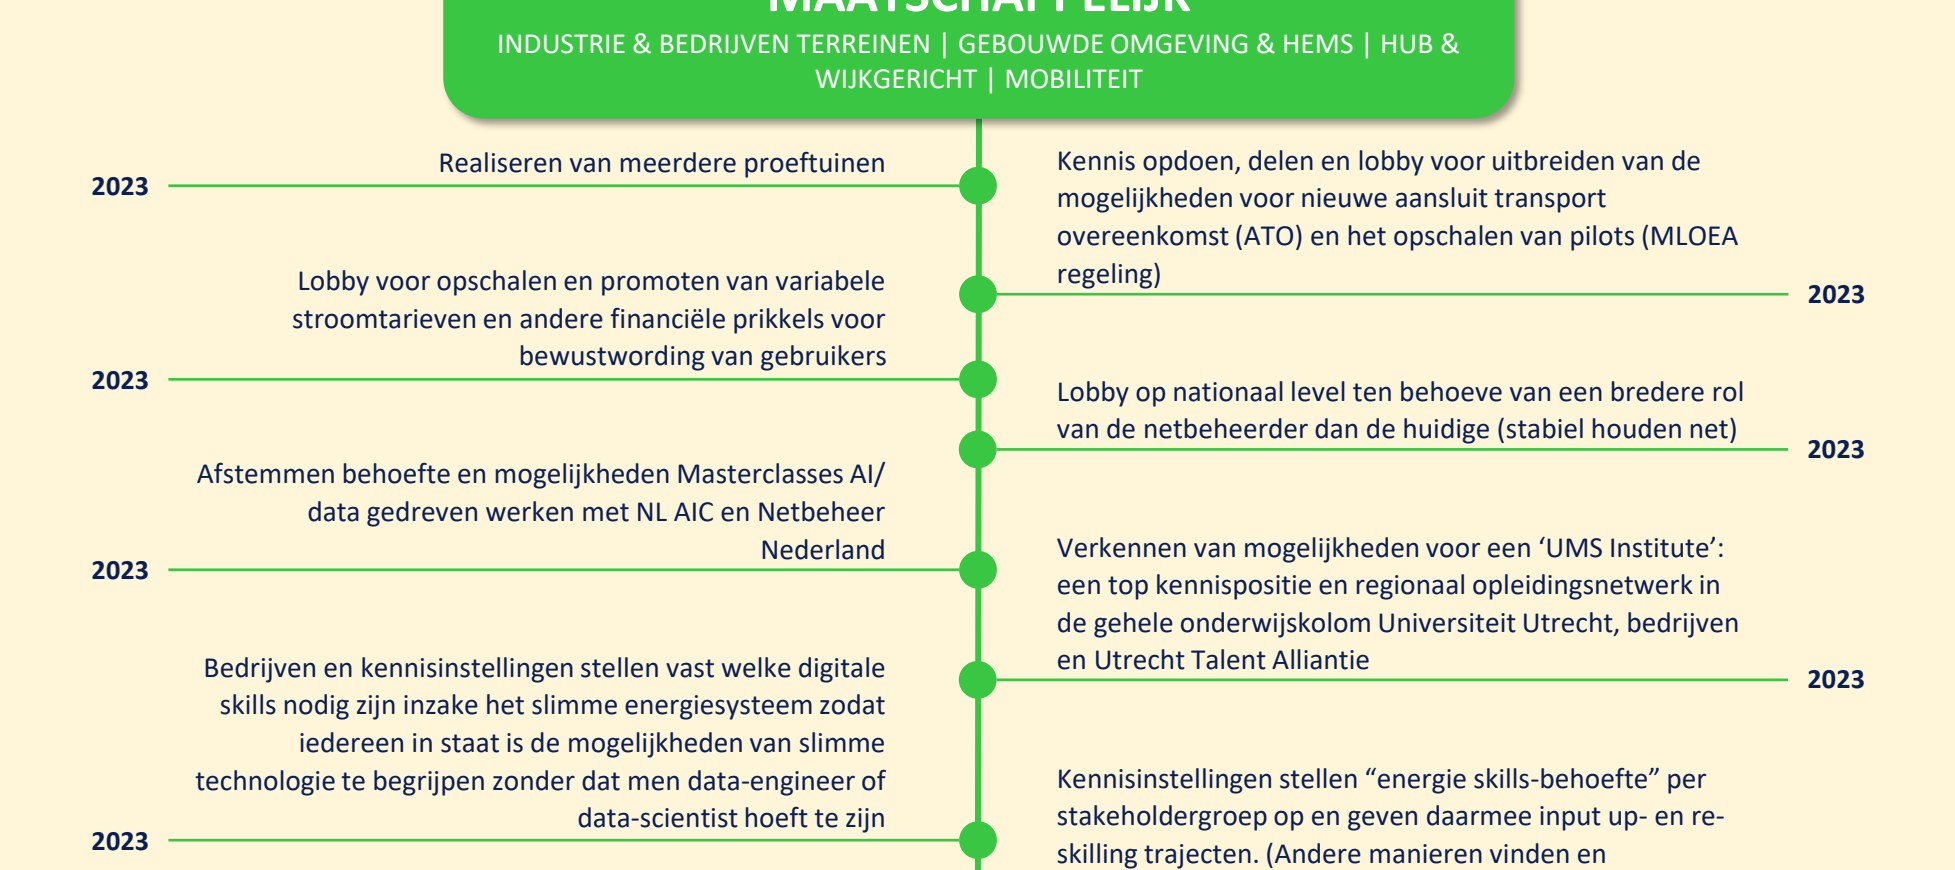 MAATSCHAPPELIJK
INDUSTRIE & BEDRIJVEN TERREINEN | GEBOUWDE OMGEVING & HEMS | HUB &
WIJKGERICHT | MOBILITEIT
Realiseren van meerdere proeftuinen
2023
Kennis opdoen, delen en lobby voor uitbreiden van de
mogelijkheden voor nieuwe aansluit transport
overeenkomst (ATO) en het opschalen van pilots (MLOEA
regeling)
2023
Lobby voor opschalen en promoten van variabele
stroomtarieven en andere financiële prikkels voor
bewustwording van gebruikers
2023
Lobby op nationaal level ten behoeve van een bredere rol
van de netbeheerder dan de huidige (stabiel houden net)
2023
Afstemmen behoefte en mogelijkheden Masterclasses AI/
data gedreven werken met NL AIC en Netbeheer
Nederland
2023
Verkennen van mogelijkheden voor een ‘UMS Institute’:
een top kennispositie en regionaal opleidingsnetwerk in
de gehele onderwijskolom Universiteit Utrecht, bedrijven
en Utrecht Talent Alliantie
2023
Bedrijven en kennisinstellingen stellen vast welke digitale
skills nodig zijn inzake het slimme energiesysteem zodat
iedereen in staat is de mogelijkheden van slimme
technologie te begrijpen zonder dat men data-engineer of
data-scientist hoeft te zijn
2023
Kennisinstellingen stellen “energie skills-behoefte” per
stakeholdergroep op en geven daarmee input up- en re-
skilling trajecten. (Andere manieren vinden en